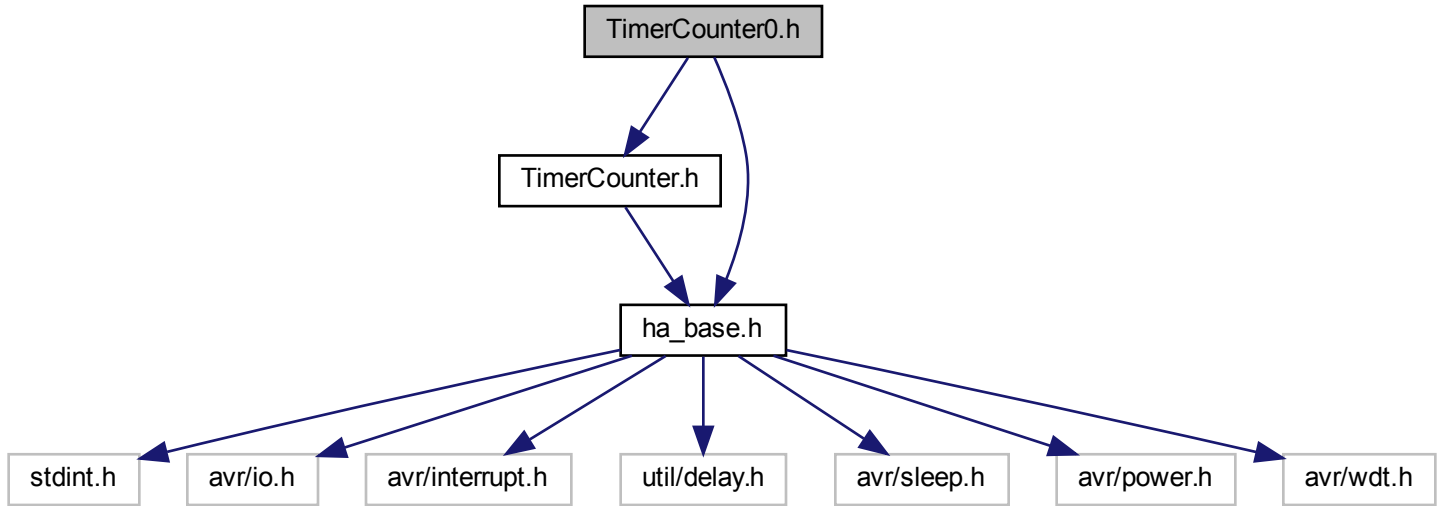 TimerCounter0.h
TimerCounter.h
ha_base.h
stdint.h
avr/io.h
avr/interrupt.h
util/delay.h
avr/sleep.h
avr/power.h
avr/wdt.h